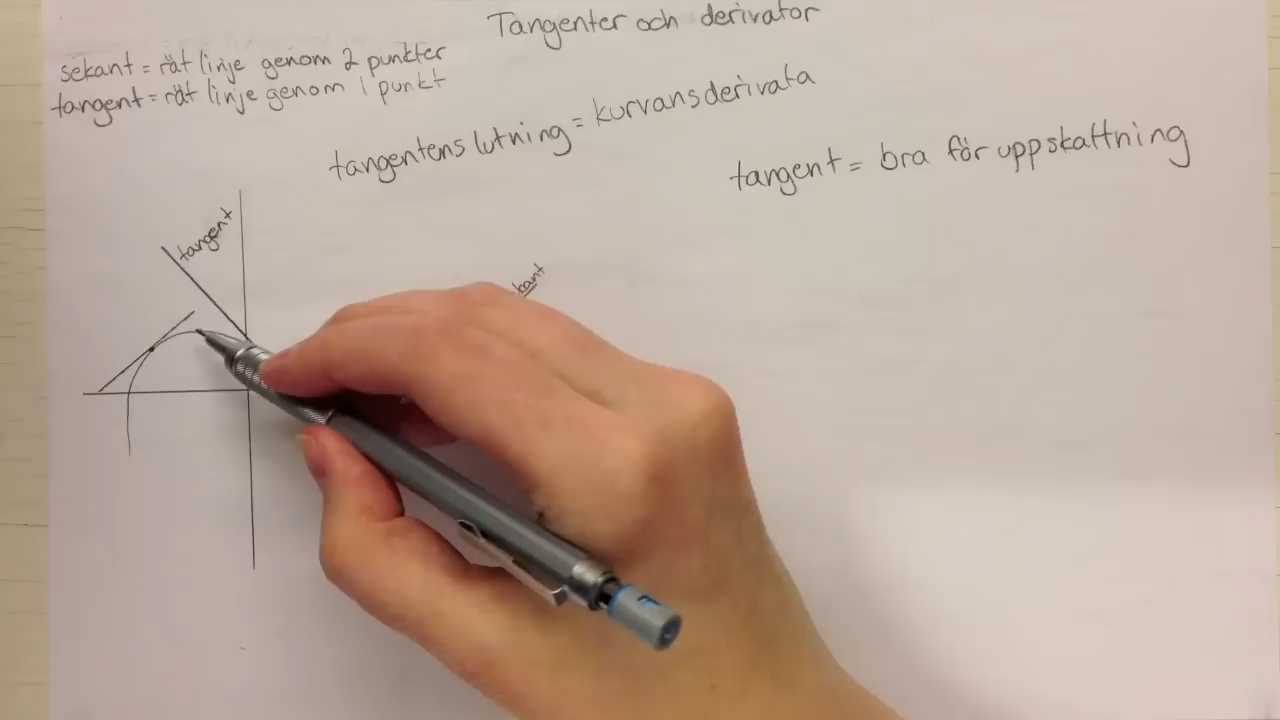 Tangenter och derivator
sekant = rät linje genom 2 punkter
tangent = rät linje genom 1 punkt
tangentens lutning = kurvans derivata
tangent = bra för uppskattning
tangent
kant